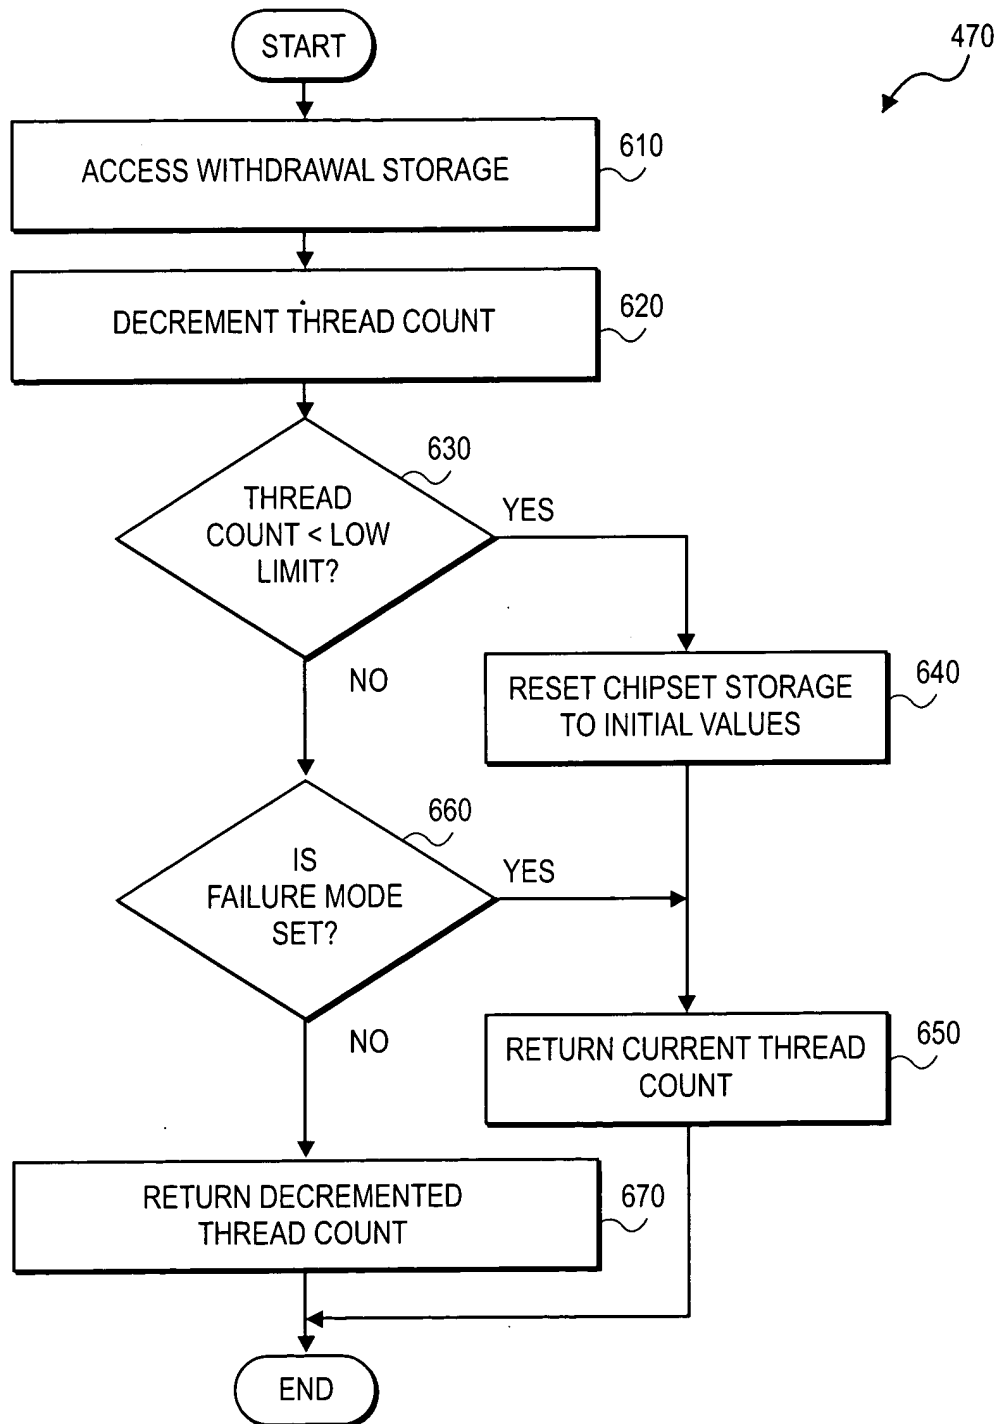 START
470
ACCESS WITHDRAWAL STORAGE
610
DECREMENT THREAD COUNT
620
630
THREAD
COUNT < LOW
LIMIT?
YES
NO
RESET CHIPSET STORAGE
TO INITIAL VALUES
640
660
IS
FAILURE MODE
SET?
YES
NO
RETURN CURRENT THREAD
COUNT
650
RETURN DECREMENTED
THREAD COUNT
670
END